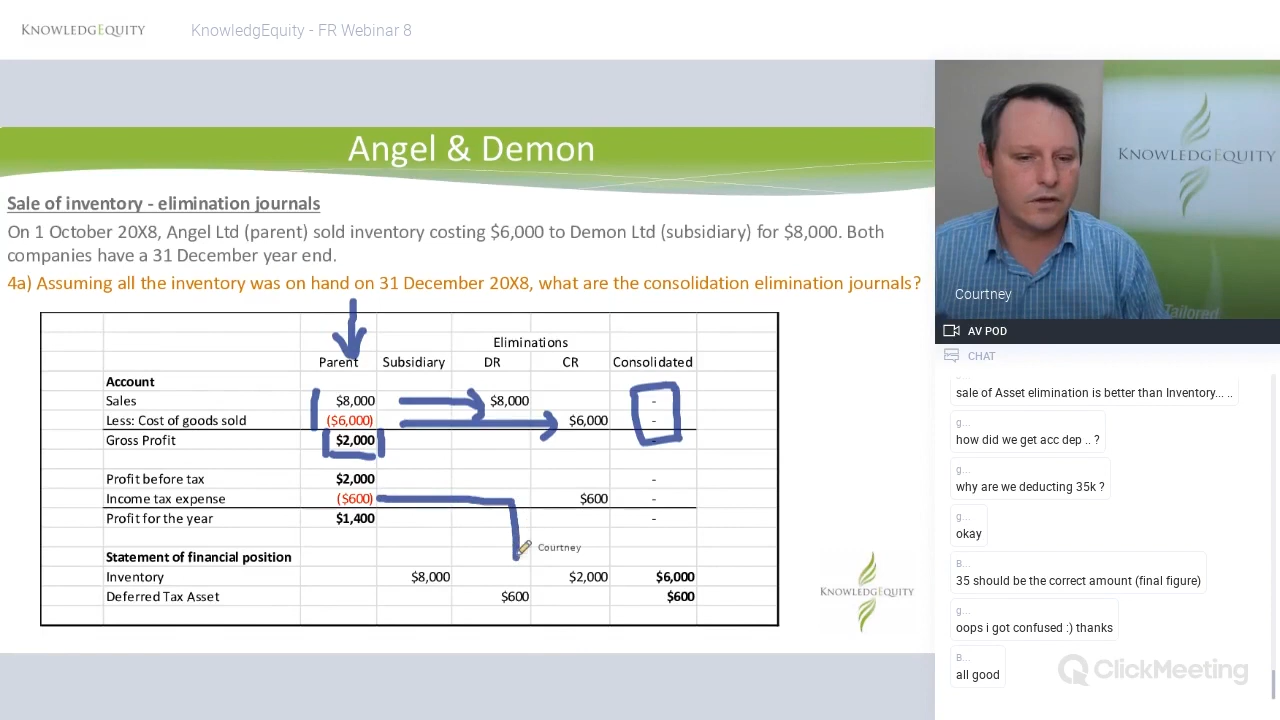 KNOWLEDGEQUITY
KnowledgEquity - FR Webinar 8
Angel & Demon
Sale of inventory - elimination journals
On 1 October 20X8, Angel Ltd (parent) sold inventory costing $6,000 to Demon Ltd (subsidiary) for $8,000. Both
companies have a 31 December year end.
4a) Assuming all the inventory was on hand on 31 December 20X8, what are the consolidation elimination journals?
Eliminations
Parent Subsidiary DR CR Consolidated
Account
Sales $8,000 $8,000 -
Less: Cost of goods sold ($6,000) $6,000 -
Gross Profit $2,000 -
Profit before tax $2,000 -
Income tax expense ($600) $600 -
Profit for the year $1,400 -
Courtney
Statement of financial position
Inventory $8,000 $2,000 $6,000
Deferred Tax Asset $600 $600
KNOWLEDGEQUITY
KNOWLEDGEQUITY
Tailored
Courtney
AV POD
CHAT
sale of Asset elimination is better than Inventory... ..
g...
how did we get acc dep .. ?
g...
why are we deducting 35k ?
g...
okay
B...
35 should be the correct amount (final figure)
g...
oops i got confused :) thanks
B...
all good
ClickMeeting